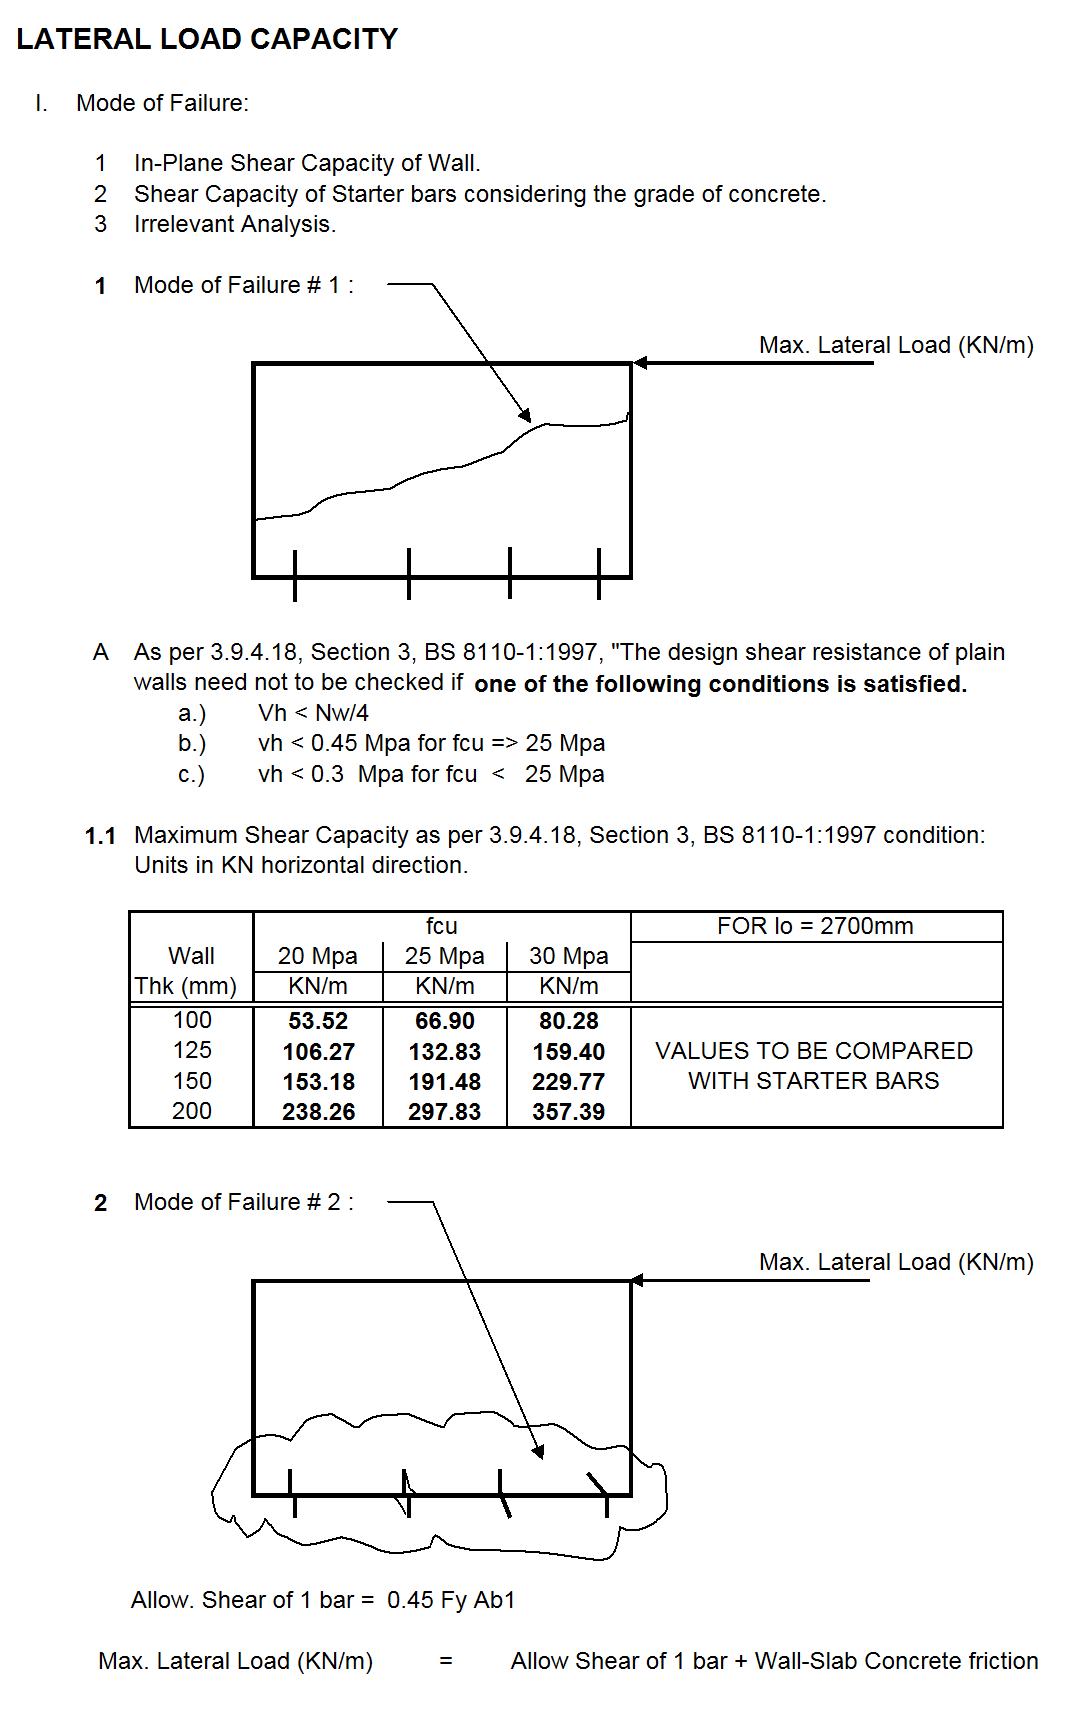 LATERAL LOAD CAPACITY
I. Mode of Failure:
1 In-Plane Shear Capacity of Wall.
2 Shear Capacity of Starter bars considering the grade of concrete.
3 Irrelevant Analysis.
1 Mode of Failure # 1 :
Max. Lateral Load (KN/m)
A As per 3.9.4.18, Section 3, BS 8110-1:1997, "The design shear resistance of plain
walls need not to be checked if one of the following conditions is satisfied.
a.) Vh < Nw/4
b.) vh < 0.45 Mpa for fcu => 25 Mpa
c.) vh < 0.3 Mpa for fcu < 25 Mpa
1.1 Maximum Shear Capacity as per 3.9.4.18, Section 3, BS 8110-1:1997 condition:
Units in KN horizontal direction.
fcu FOR lo = 2700mm
Wall 20 Mpa 25 Mpa 30 Mpa
Thk (mm) KN/m KN/m KN/m
100 53.52 66.90 80.28
125 106.27 132.83 159.40 VALUES TO BE COMPARED
150 153.18 191.48 229.77 WITH STARTER BARS
200 238.26 297.83 357.39
2 Mode of Failure # 2 :
Max. Lateral Load (KN/m)
Allow. Shear of 1 bar = 0.45 Fy Ab1
Max. Lateral Load (KN/m) = Allow Shear of 1 bar + Wall-Slab Concrete friction